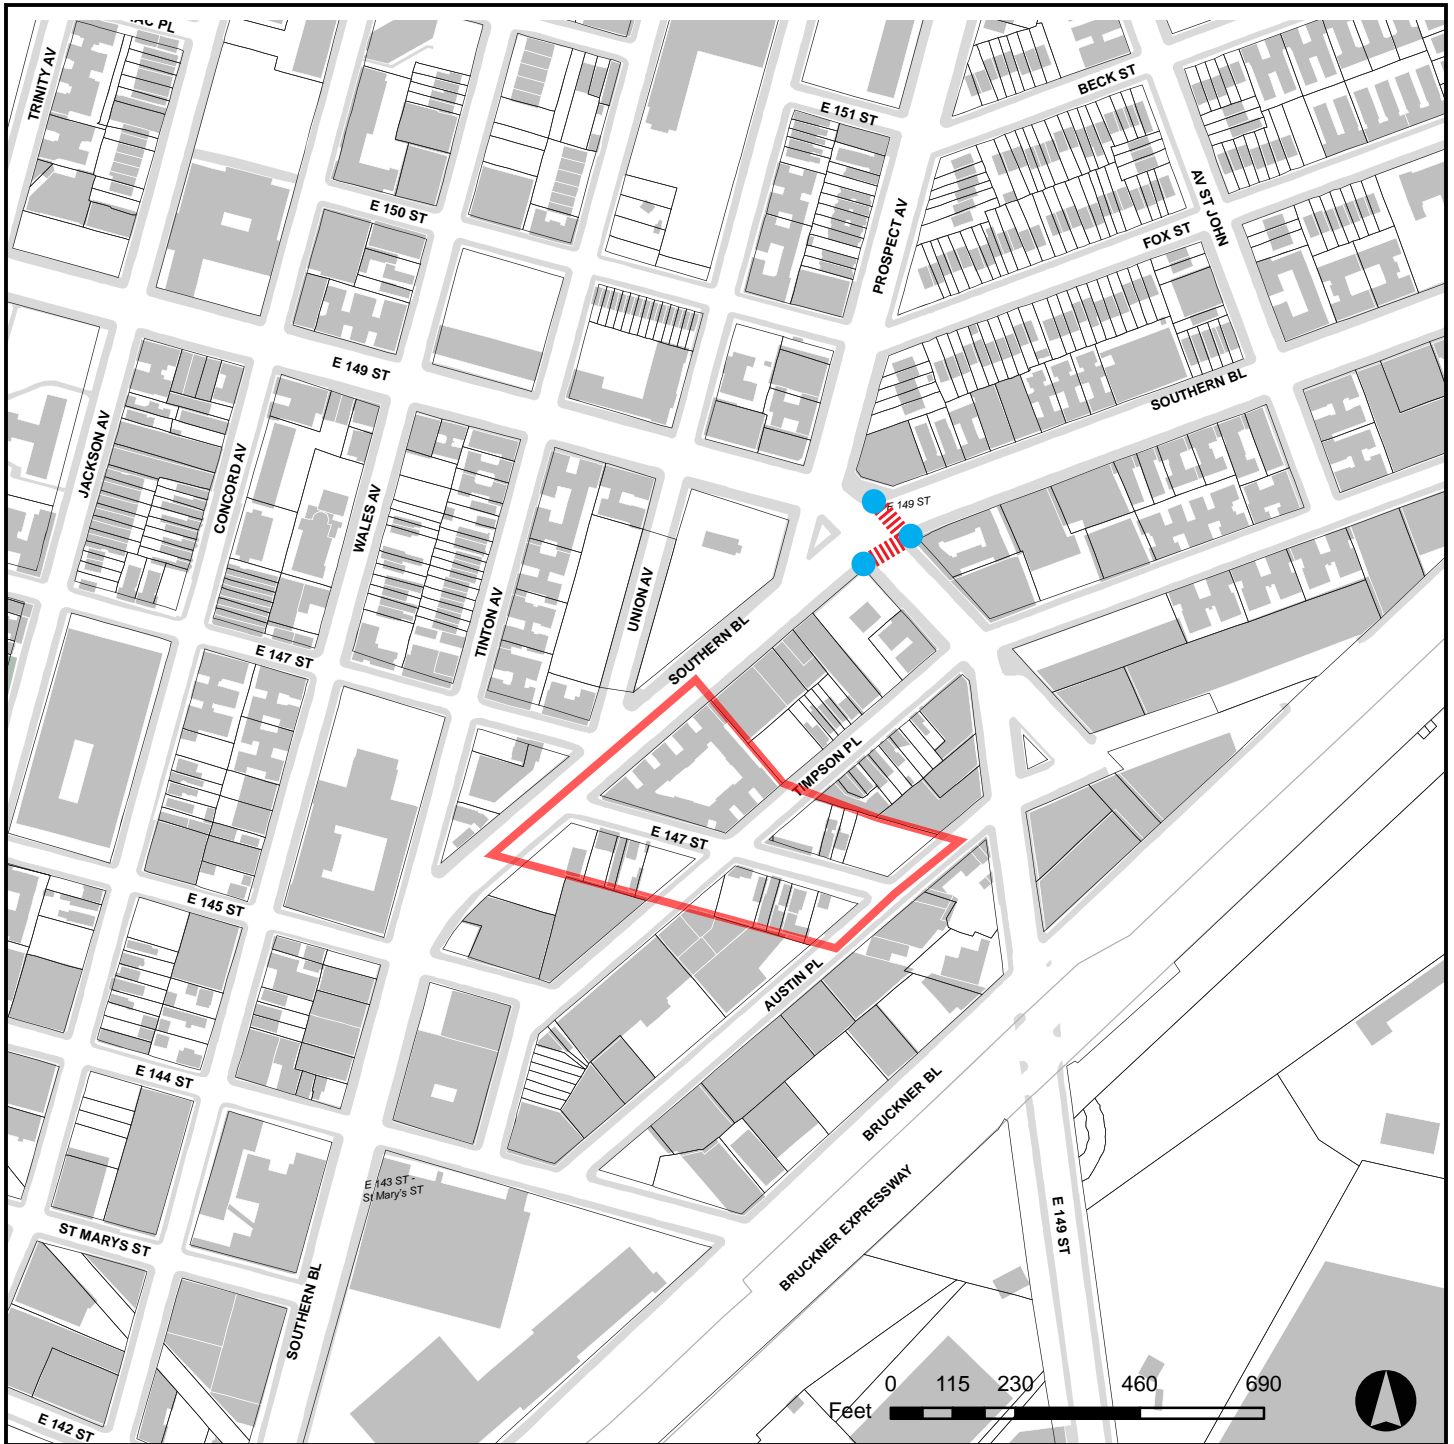 AC PL
TRINITY AV
BECK ST
E 151 ST
AV ST JOHN
E 150 ST
PROSPECT AV
FOX ST
E 149 ST
SOUTHERN BL
JACKSON AV
CONCORD AV
WALES AV
E 149 ST
TINTON AV
UNION AV
SOUTHERN BL
E 147 ST
TIMPSON PL
E 147 ST
E 145 ST
AUSTIN PL
E 144 ST
BRUCKNER BL
E 143 ST -
St Mary's ST
BRUCKNER EXPRESSWAY
E 149 ST
ST MARYS ST
SOUTHERN BL
E 142 ST
0 115 230 460 690
Feet